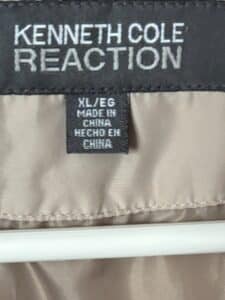 KENNETH COLE
REACTION
XL/EG
MADE IN
CHINA
HECHO EN
CHINA